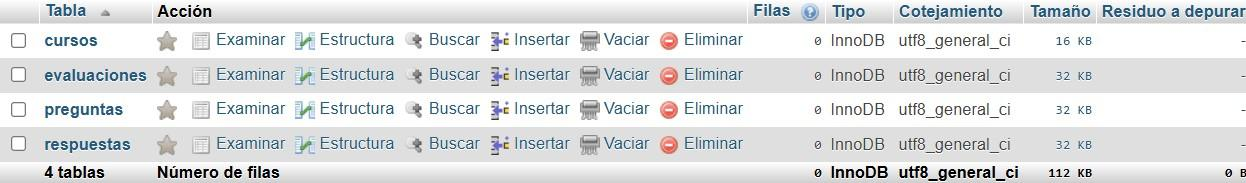 Tabla Acción Filas Tipo Cotejamiento Tamaño Residuo a depurar
cursos Examinar Estructura Buscar Insertar Vaciar Eliminar 0 InnoDB utf8_general_ci 16 KB -
evaluaciones Examinar Estructura Buscar Insertar Vaciar Eliminar 0 InnoDB utf8_general_ci 32 KB -
preguntas Examinar Estructura Buscar Insertar Vaciar Eliminar 0 InnoDB utf8_general_ci 32 KB -
respuestas Examinar Estructura Buscar Insertar Vaciar Eliminar 0 InnoDB utf8_general_ci 32 KB -
4 tablas Número de filas 0 InnoDB utf8_general_ci 112 KB 0 B